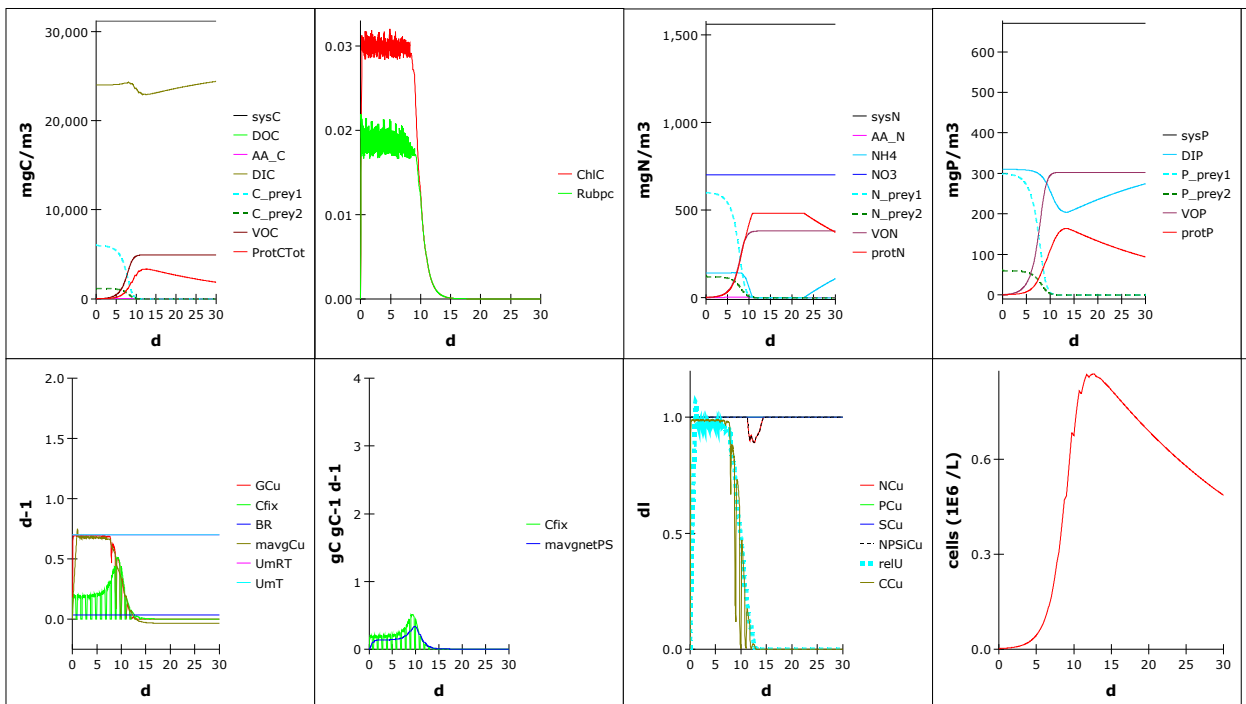 mgC/m3
30,000
20,000
10,000
0
0 5 10 15 20 25 30
d
sysC
DOC
AA_C
DIC
C_prey1
C_prey2
VOC
ProtCTot
0.03
0.02
0.01
0.00
0 5 10 15 20 25 30
d
ChlC
Rubpc
mgN/m3
1,500
1,000
500
0
0 5 10 15 20 25 30
d
sysN
AA_N
NH4
NO3
N_prey1
N_prey2
VON
protN
mgP/m3
600
500
400
300
200
100
0
0 5 10 15 20 25 30
d
sysP
DIP
P_prey1
P_prey2
VOP
protP
d-1
2.0
1.5
1.0
0.5
0.0
0 5 10 15 20 25 30
d
GCu
Cfix
BR
mavgCu
UmRT
UmT
gC gC-1 d-1
4
3
2
1
0
0 5 10 15 20 25 30
d
Cfix
mavgnetPS
dl
1.0
0.5
0.0
0 5 10 15 20 25 30
d
NCu
PCu
SCu
NPSiCu
relU
CCu
cells (1E6 /L)
0.6
0.3
0.0
0 5 10 15 20 25 30
d